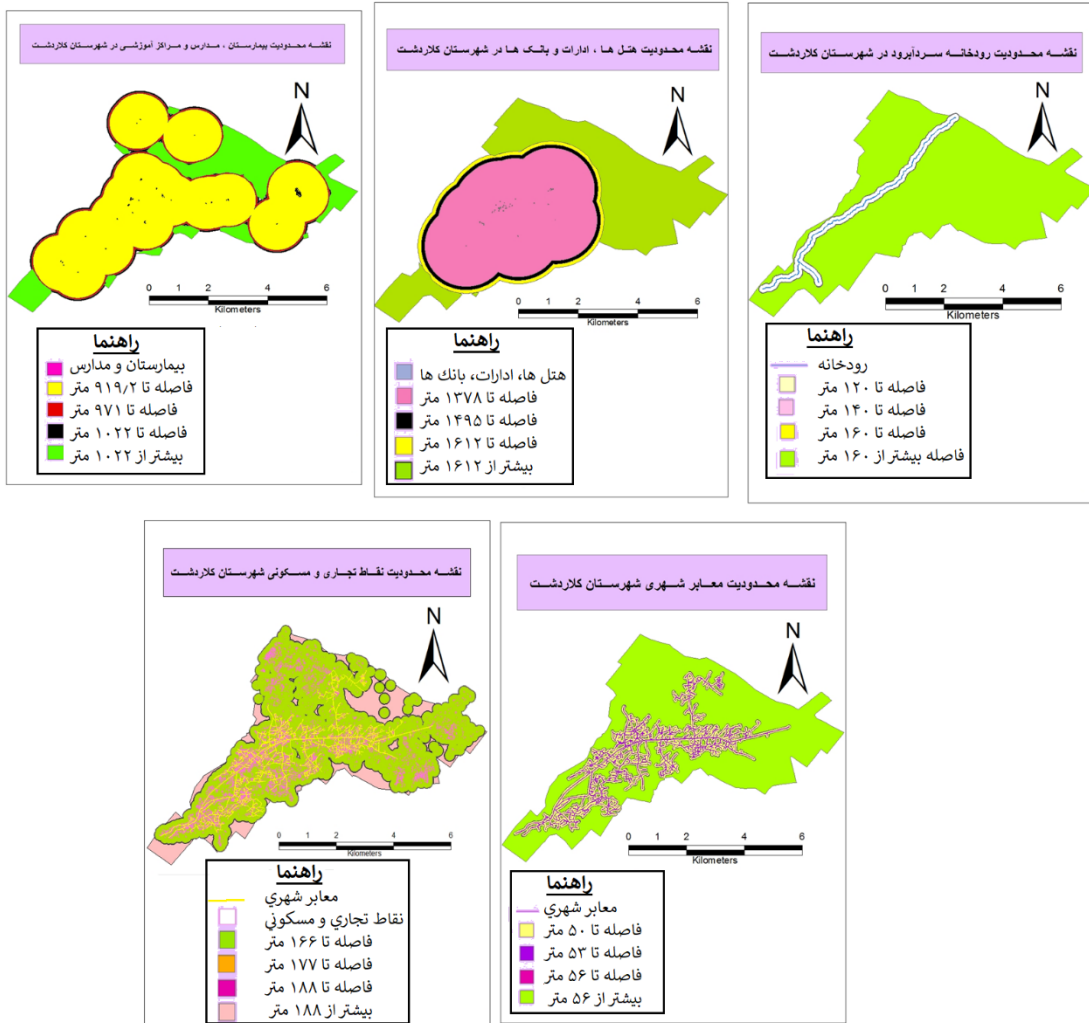 نقشه محدودیت بیمارستان ، مدارس و مراکز آموزشی در شهرستان کلاردشت
N
0 2 4 6
Kilometers
راهنما
بیمارستان و مدارس
فاصله تا ۹۱۹/۲ متر
فاصله تا ۹۷۱ متر
فاصله تا ۱۰۲۲ متر
بیشتر از ۱۰۲۲ متر
نقشه محدودیت هتل ها ، ادارات و بانک ها در شهرستان کلاردشت
N
0 2 4 6
Kilometers
راهنما
هتل ها، ادارات، بانك ها
فاصله تا ۱۳۷۸ متر
فاصله تا ۱۴۹۵ متر
فاصله تا ۱۶۱۲ متر
بیشتر از ۱۶۱۲ متر
نقشه محدودیت رودخانه سردآبرود در شهرستان کلاردشت
N
0 2 4 6
Kilometers
راهنما
رودخانه
فاصله تا ۱۲۰ متر
فاصله تا ۱۴۰ متر
فاصله تا ۱۶۰ متر
فاصله بیشتر از ۱۶۰ متر
نقشه محدودیت نقاط تجاری و مسکونی شهرستان کلاردشت
N
0 2 4 6
Kilometers
راهنما
معابر شهري
نقاط تجاري و مسكوني
فاصله تا ۱۶۶ متر
فاصله تا ۱۷۷ متر
فاصله تا ۱۸۸ متر
بیشتر از ۱۸۸ متر
نقشه محدودیت معابر شهری شهرستان کلاردشت
N
0 2 4 6
Kilometers
راهنما
معابر شهري
فاصله تا ۵۰ متر
فاصله تا ۵۳ متر
فاصله تا ۵۶ متر
بیشتر از ۵۶ متر